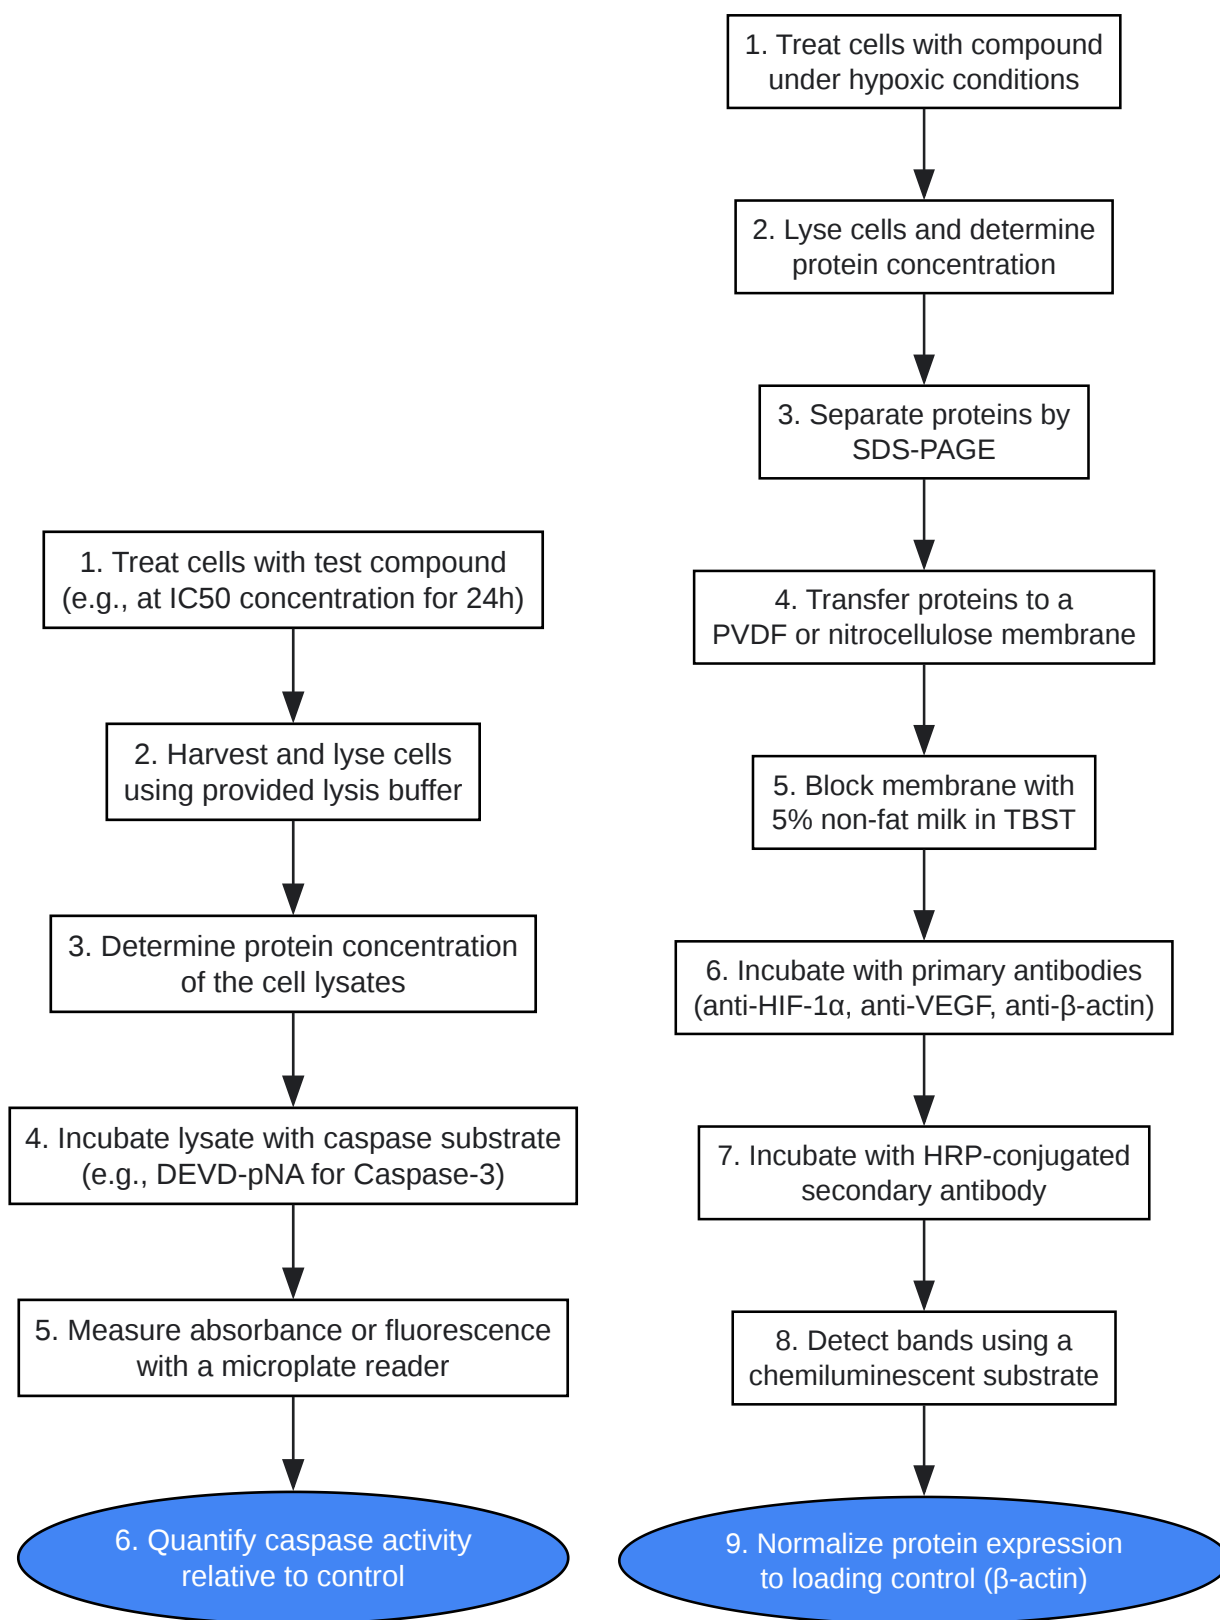 1. Treat cells with test compound
(e.g., at IC50 concentration for 24h)
2. Harvest and lyse cells
using provided lysis buffer
3. Determine protein concentration
of the cell lysates
4. Incubate lysate with caspase substrate
(e.g., DEVD-pNA for Caspase-3)
5. Measure absorbance or fluorescence
with a microplate reader
6. Quantify caspase activity
relative to control
1. Treat cells with compound
under hypoxic conditions
2. Lyse cells and determine
protein concentration
3. Separate proteins by
SDS-PAGE
4. Transfer proteins to a
PVDF or nitrocellulose membrane
5. Block membrane with
5% non-fat milk in TBST
6. Incubate with primary antibodies
(anti-HIF-1α, anti-VEGF, anti-β-actin)
7. Incubate with HRP-conjugated
secondary antibody
8. Detect bands using a
chemiluminescent substrate
9. Normalize protein expression
to loading control (β-actin)